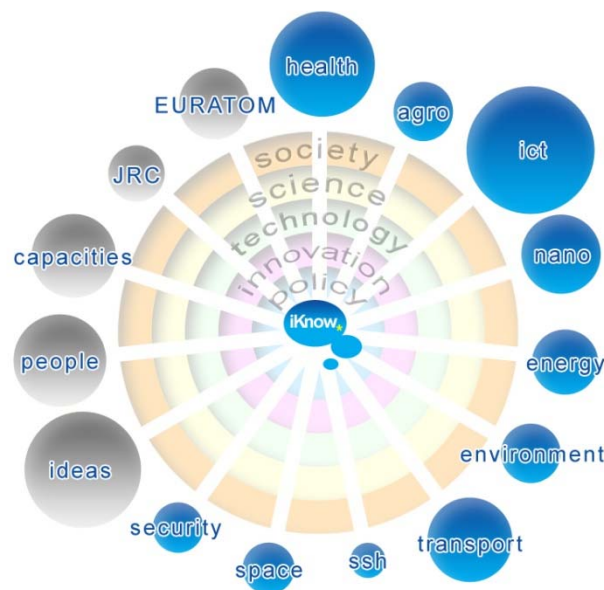 health
EURATOM
agro
society
ict
JRC
science
technology
capacities
innovation
nano
policy
iKnow
people
energy
ideas
environment
security
transport
space
ssh